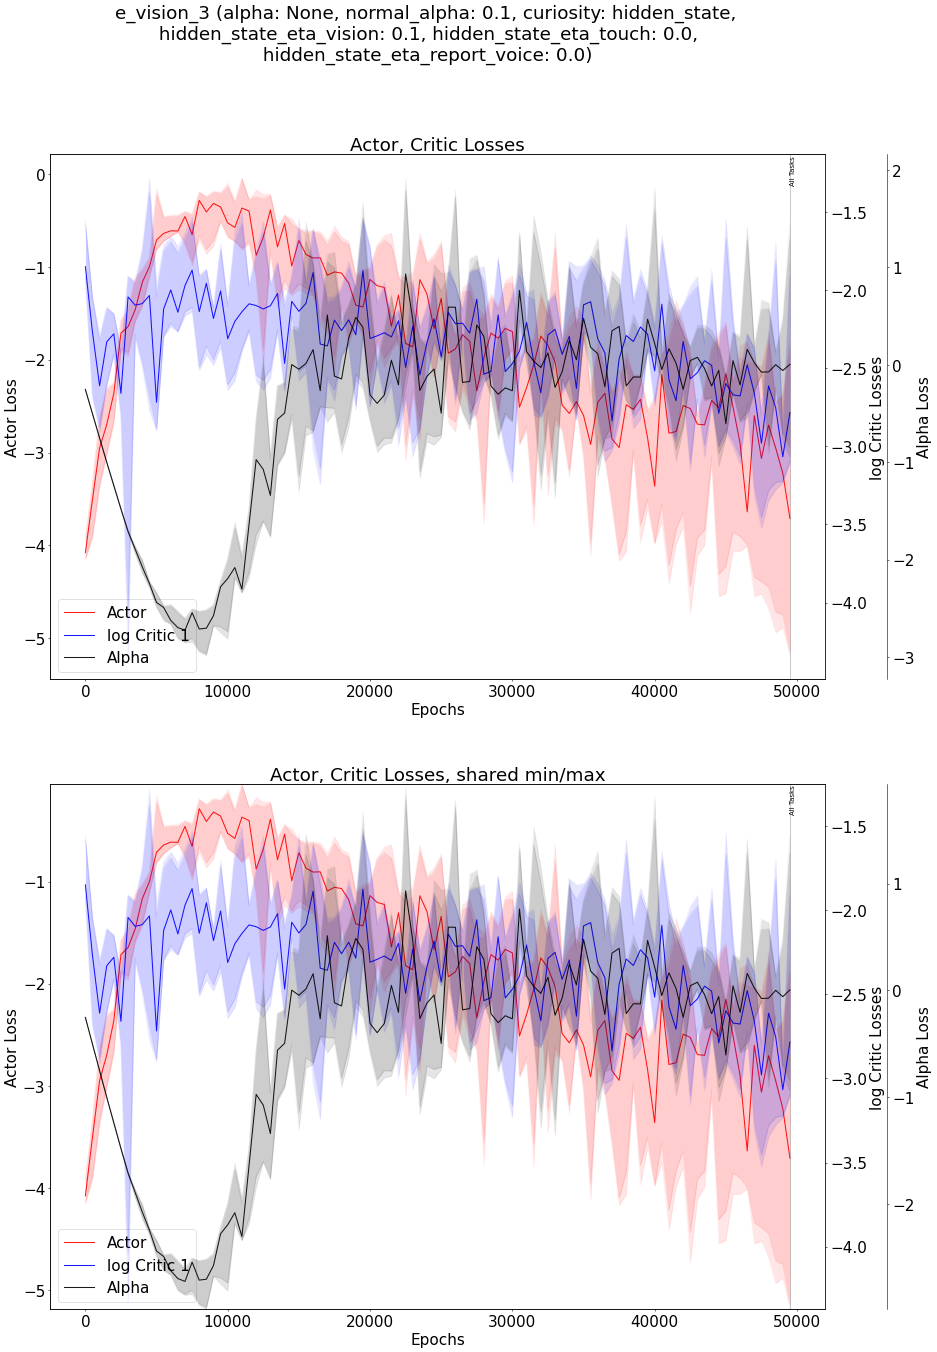 e_vision_3 (alpha: None, normal_alpha: 0.1, curiosity: hidden_state,
hidden_state_eta_vision: 0.1, hidden_state_eta_touch: 0.0,
hidden_state_eta_report_voice: 0.0)
Actor, Critic Losses
All Tasks
0
−1
−2
−3
−4
−5
Actor Loss
−1.5
−2.0
−2.5
−3.0
−3.5
−4.0
log Critic Losses
2
1
0
−1
−2
−3
Alpha Loss
Actor
log Critic 1
Alpha
0
10000
20000
30000
40000
50000
Epochs
Actor, Critic Losses, shared min/max
All Tasks
−1
−2
−3
−4
−5
Actor Loss
−1.5
−2.0
−2.5
−3.0
−3.5
−4.0
log Critic Losses
1
0
−1
−2
Alpha Loss
Actor
log Critic 1
Alpha
0
10000
20000
30000
40000
50000
Epochs